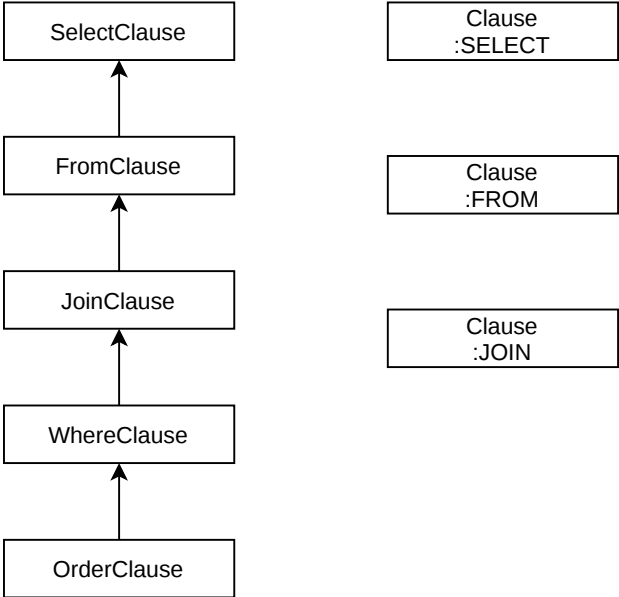 SelectClause
FromClause
JoinClause
WhereClause
OrderClause
Clause
:SELECT
Clause
:FROM
Clause
:JOIN